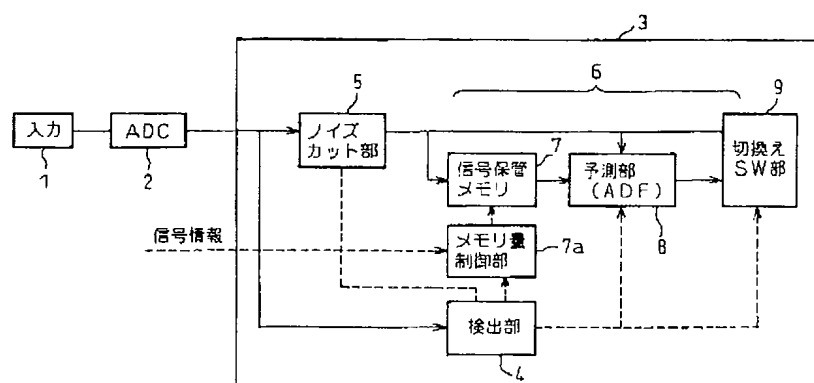 3
5
6
9
入力
ADC
ノイズ
カット部
切換え
SW部
1
2
信号保管
メモリ
7
予測部
(ADF)
8
信号情報
メモリ量
制御部
7a
検出部
4